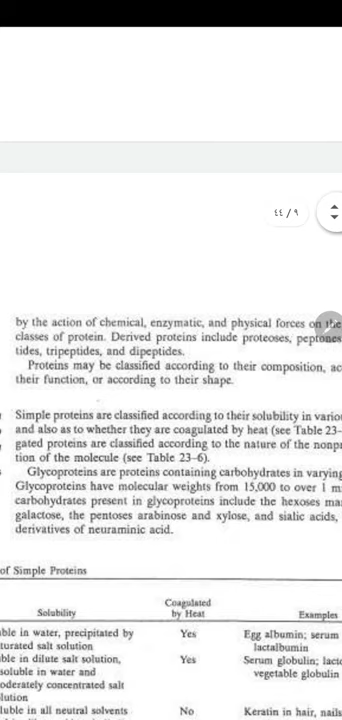 ٤٤ / ٩
by the action of chemical, enzymatic, and physical forces on the
classes of protein. Derived proteins include proteoses, peptones
tides, tripeptides, and dipeptides.
Proteins may be classified according to their composition, ac
their function, or according to their shape.
Simple proteins are classified according to their solubility in vario
and also as to whether they are coagulated by heat (see Table 23–
gated proteins are classified according to the nature of the nonpr
tion of the molecule (see Table 23–6).
Glycoproteins are proteins containing carbohydrates in varying
Glycoproteins have molecular weights from 15,000 to over 1 m
carbohydrates present in glycoproteins include the hexoses ma
galactose, the pentoses arabinose and xylose, and sialic acids,
derivatives of neuraminic acid.
of Simple Proteins
Solubility
Coagulated
by Heat
Examples
ble in water, precipitated by
turated salt solution
Yes
Egg albumin; serum
lactalbumin
ble in dilute salt solution,
soluble in water and
oderately concentrated salt
lution
Yes
Serum globulin; lacto
vegetable globulin
luble in all neutral solvents
No
Keratin in hair, nails